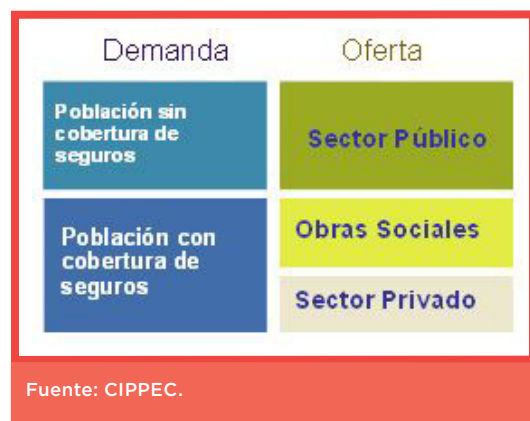 Demanda
Oferta
Población sin
cobertura de
seguros
Sector Público
Población con
cobertura de
seguros
Obras Sociales
Sector Privado
Fuente: CIPPEC.